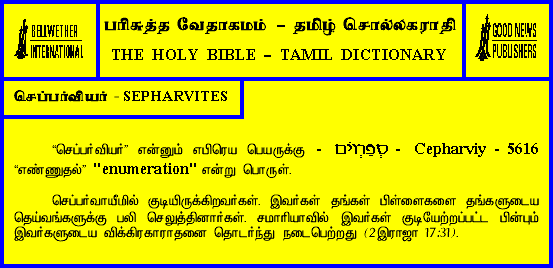 BELLWETHER
INTERNATIONAL
பரிசுத்த வேதாகமம் – தமிழ் சொல்லகராதி
THE HOLY BIBLE – TAMIL DICTIONARY
GOOD NEWS
PUBLISHERS
செப்பர்வியர் - SEPHARVITES
“செப்பர்வியர்” என்னும் எபிரெய பெயருக்கு - סְפַרְוִים - Cepharviy - 5616
“எண்ணுதல்” "enumeration" என்று பொருள்.
செப்பர்வாயீமில் குடியிருக்கிறவர்கள். இவர்கள் தங்கள் பிள்ளைகளை தங்களுடைய
தெய்வங்களுக்கு பலி செலுத்தினார்கள். சமாரியாவில் இவர்கள் குடியேற்றப்பட்ட பின்பும்
இவர்களுடைய விக்கிரகாராதனை தொடர்ந்து நடைபெற்றது (2இராஜா 17:31).